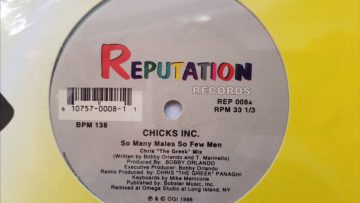 REPUTATION
RECORDS
REP 008A
RPM 33 1/3
6 10757-0008-1 1
BPM 138
CHICKS INC.
So Many Males So Few Men
Chris "The Greek" Mix
(Written by Bobby Orlando and T. Marinello)
Produced By: BOBBY ORLANDO
Executive Producer: Bobby Orlando
Remix Produced By: CHRIS "THE GREEK" PANAGHI
Keyboards by Mike Manicone
Published by: Bobster Music, Inc.
Remixed at Omega Studio at Long Island, NY
℗ & © OGI 1996